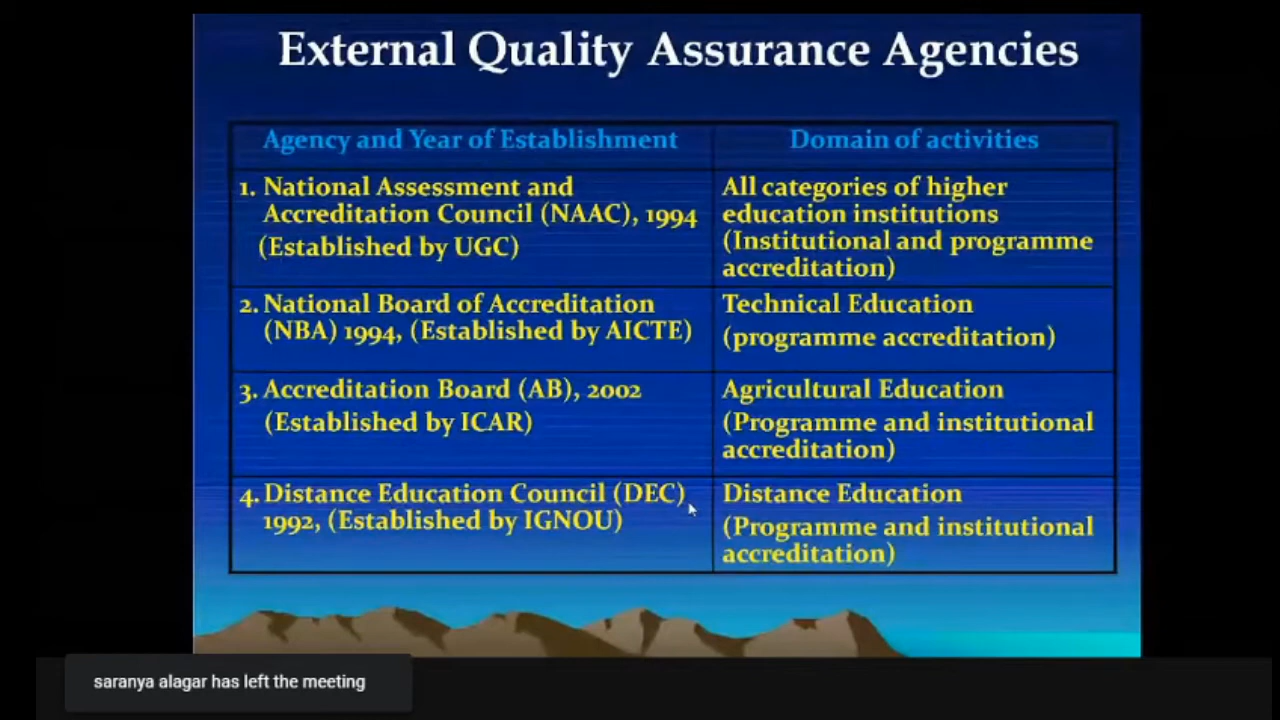 External Quality Assurance Agencies
Agency and Year of Establishment
Domain of activities
1. National Assessment and
Accreditation Council (NAAC), 1994
(Established by UGC)
All categories of higher
education institutions
(Institutional and programme
accreditation)
2. National Board of Accreditation
(NBA) 1994, (Established by AICTE)
Technical Education
(programme accreditation)
3. Accreditation Board (AB), 2002
(Established by ICAR)
Agricultural Education
(Programme and institutional
accreditation)
4. Distance Education Council (DEC),
1992, (Established by IGNOU)
Distance Education
(Programme and institutional
accreditation)
saranya alagar has left the meeting